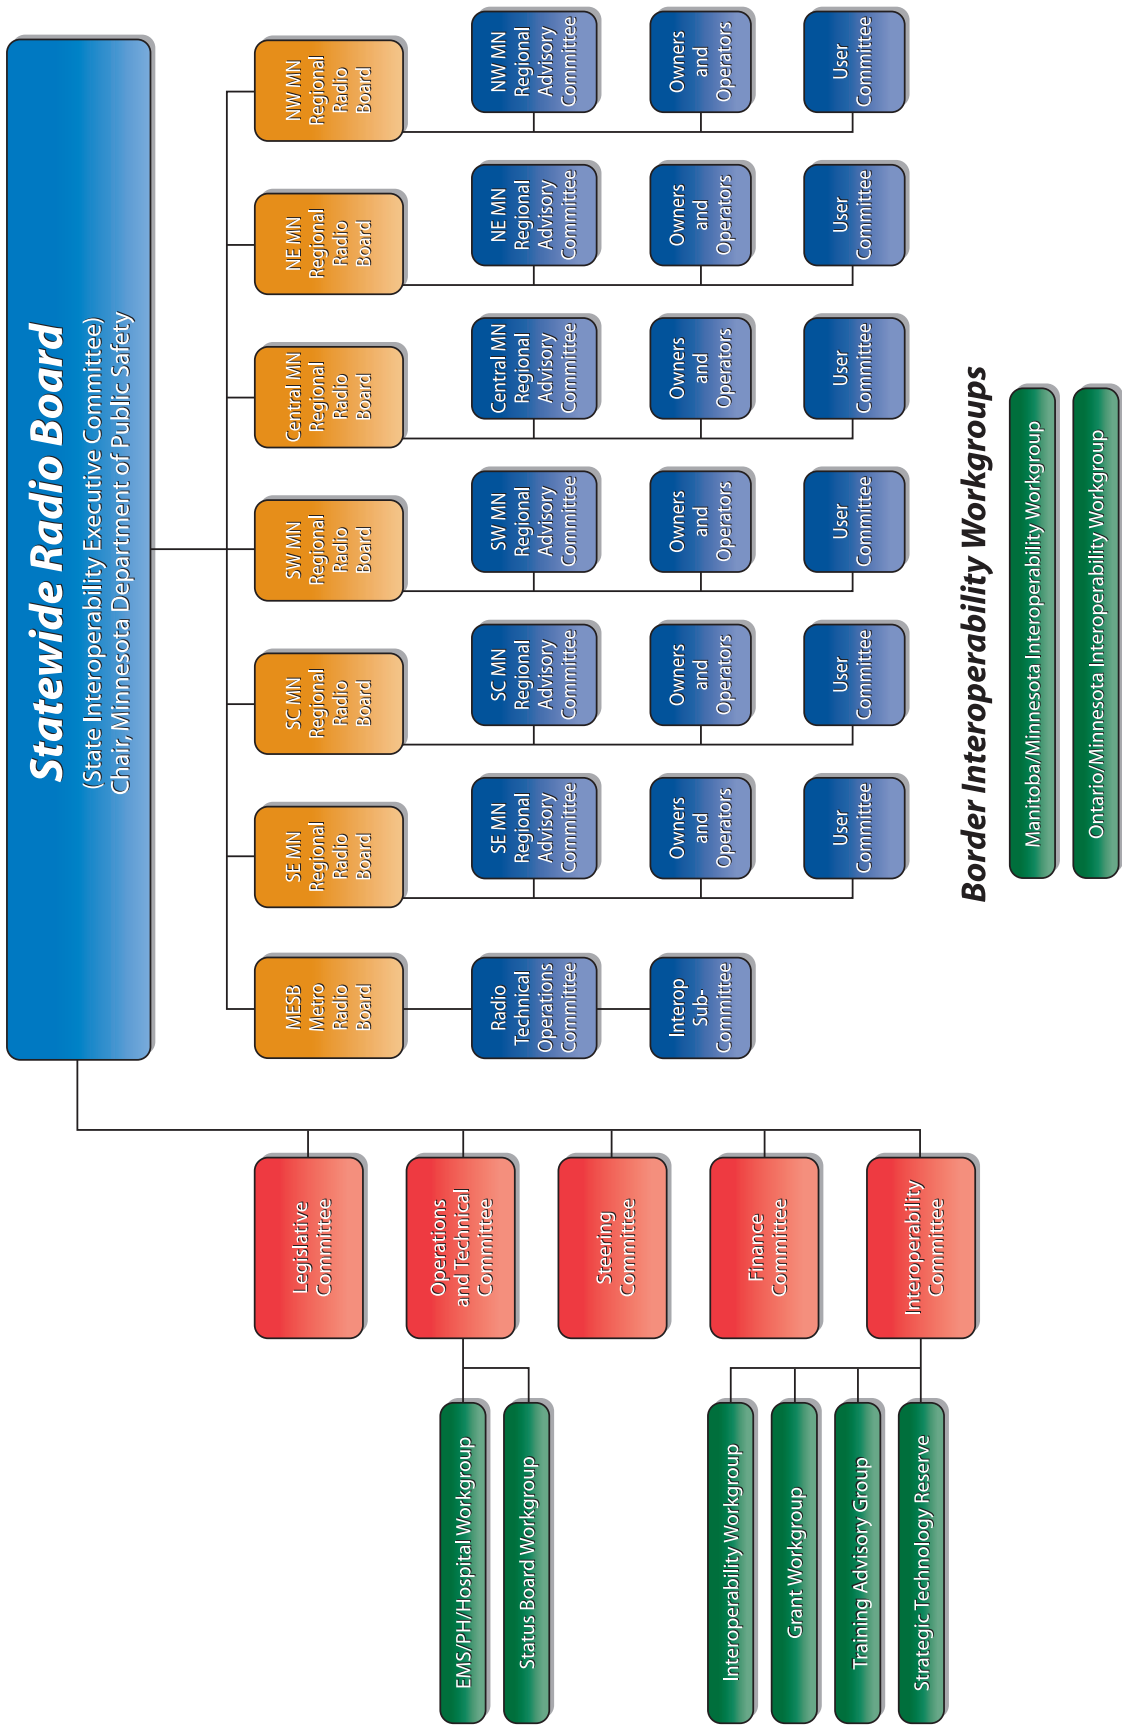 Statewide Radio Board
(State Interoperability Executive Committee)
Chair, Minnesota Department of Public Safety
Legislative
Committee
Operations
and Technical
Committee
EMS/PH/Hospital Workgroup
Status Board Workgroup
Steering
Committee
Finance
Committee
Interoperability
Committee
Interoperability Workgroup
Grant Workgroup
Training Advisory Group
Strategic Technology Reserve
MESB
Metro
Radio
Board
Radio
Technical
Operations
Committee
Interop
Sub-
Committee
SE MN
Regional
Radio
Board
SE MN
Regional
Advisory
Committee
Owners
and
Operators
User
Committee
SC MN
Regional
Radio
Board
SC MN
Regional
Advisory
Committee
Owners
and
Operators
User
Committee
SW MN
Regional
Radio
Board
SW MN
Regional
Advisory
Committee
Owners
and
Operators
User
Committee
Central MN
Regional
Radio
Board
Central MN
Regional
Advisory
Committee
Owners
and
Operators
User
Committee
NE MN
Regional
Radio
Board
NE MN
Regional
Advisory
Committee
Owners
and
Operators
User
Committee
NW MN
Regional
Radio
Board
NW MN
Regional
Advisory
Committee
Owners
and
Operators
User
Committee
Border Interoperability Workgroups
Manitoba/Minnesota Interoperability Workgroup
Ontario/Minnesota Interoperability Workgroup